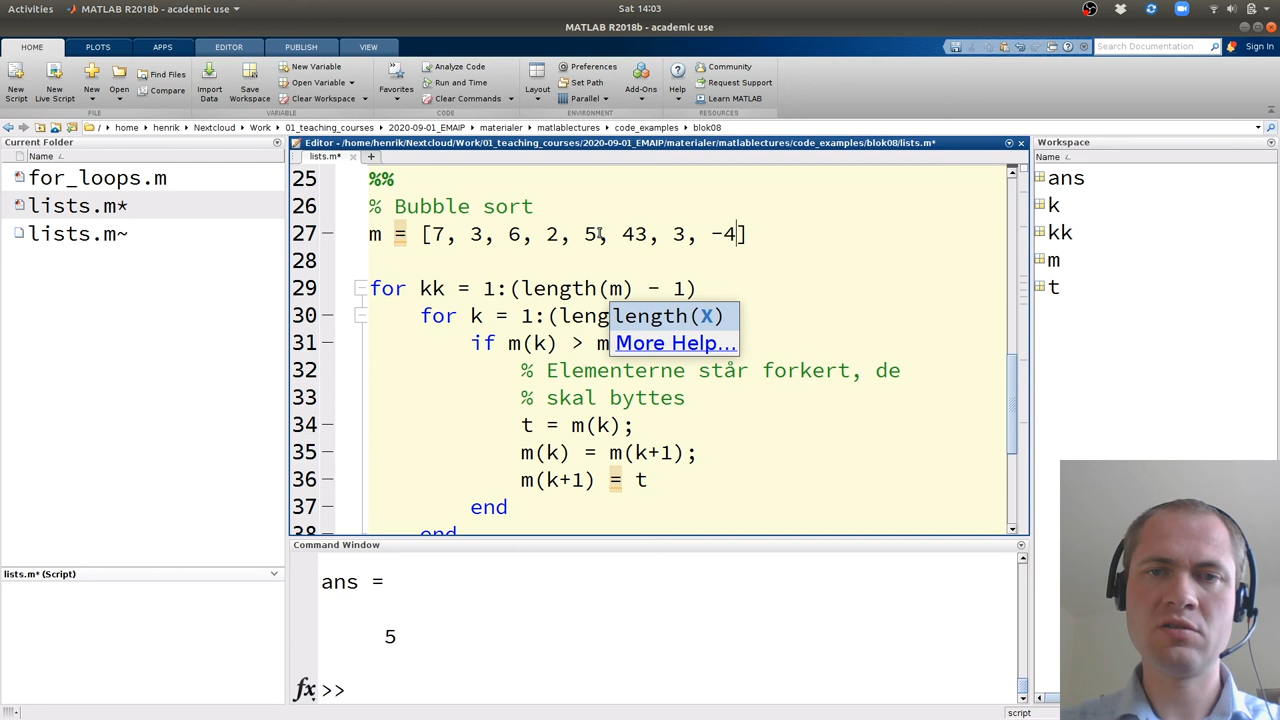 Activities MATLAB R2018b - academic use Sat 14:03
MATLAB R2018b - academic use
HOME PLOTS APPS EDITOR PUBLISH VIEW Search Documentation Sign In
New Script New Live Script New Open Find Files Compare Import Data Save Workspace New Variable Open Variable Clear Workspace Favorites Analyze Code Run and Time Clear Commands Layout Preferences Set Path Parallel Add-Ons Help Community Request Support Learn MATLAB
FILE VARIABLE CODE ENVIRONMENT RESOURCES
/ home henrik Nextcloud Work 01_teaching_courses 2020-09-01_EMAIP materialer matlablectures code_examples blok08
Current Folder
Name
for_loops.m
lists.m*
lists.m~
lists.m* (Script)
Editor - /home/henrik/Nextcloud/Work/01_teaching_courses/2020-09-01_EMAIP/materialer/matlablectures/code_examples/blok08/lists.m*
lists.m* +
25 %%
26 % Bubble sort
27 m = [7, 3, 6, 2, 5, 43, 3, -4]
28
29 for kk = 1:(length(m) - 1)
30 for k = 1:(leng
length(X)
More Help...
31 if m(k) > m
32 % Elementerne står forkert, de
33 % skal byttes
34 t = m(k);
35 m(k) = m(k+1);
36 m(k+1) = t
37 end
38 end
Command Window
ans =
5
fx >>
Workspace
Name
ans
k
kk
m
t
script